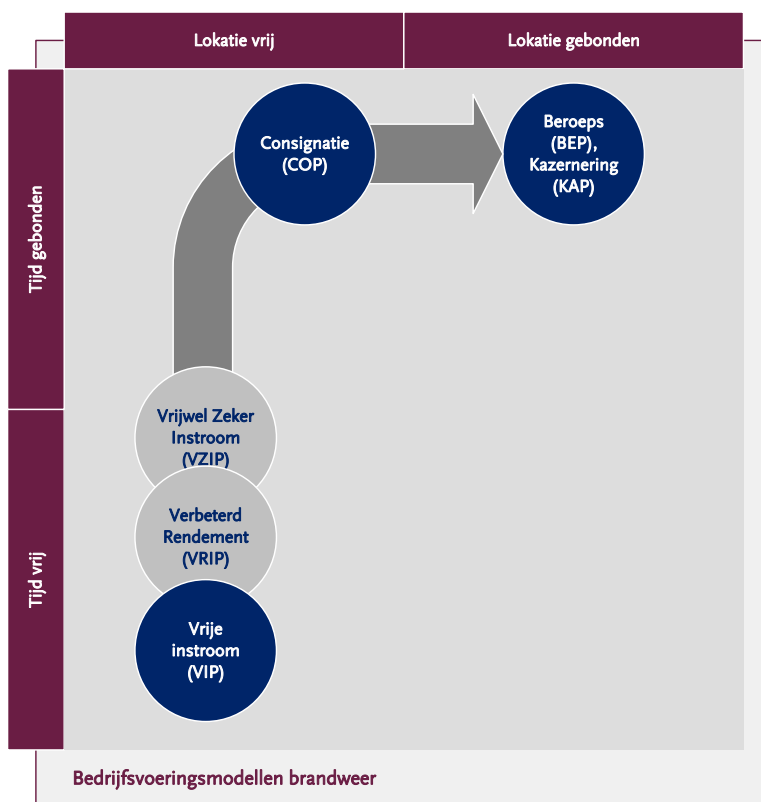 Lokatie vrij
Lokatie gebonden
Tijd gebonden
Tijd vrij
Consignatie
(COP)
Beroeps
(BEP),
Kazernering
(KAP)
Vrijwel Zeker
Instroom
(VZIP)
Verbeterd
Rendement
(VRIP)
Vrije
instroom
(VIP)
Bedrijfsvoeringsmodellen brandweer